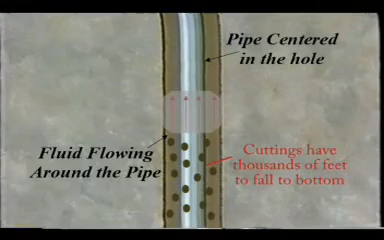 Pipe Centered
in the hole
Fluid Flowing
Around the Pipe
Cuttings have
thousands of feet
to fall to bottom